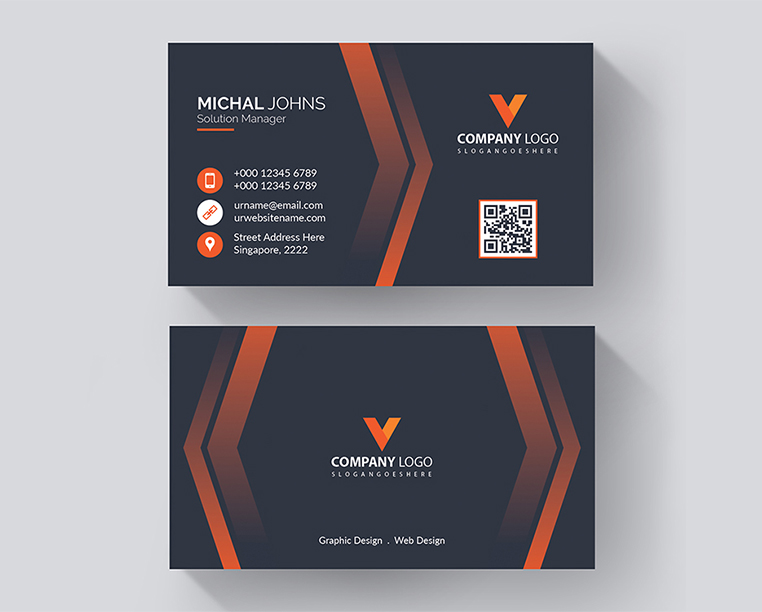 MICHAL JOHNS
Solution Manager
+000 12345 6789
+000 12345 6789
urname@email.com
urwebsitename.com
Street Address Here
Singapore, 2222
COMPANY LOGO
SLOGANGOESHERE
COMPANY LOGO
SLOGANGOESHERE
Graphic Design . Web Design